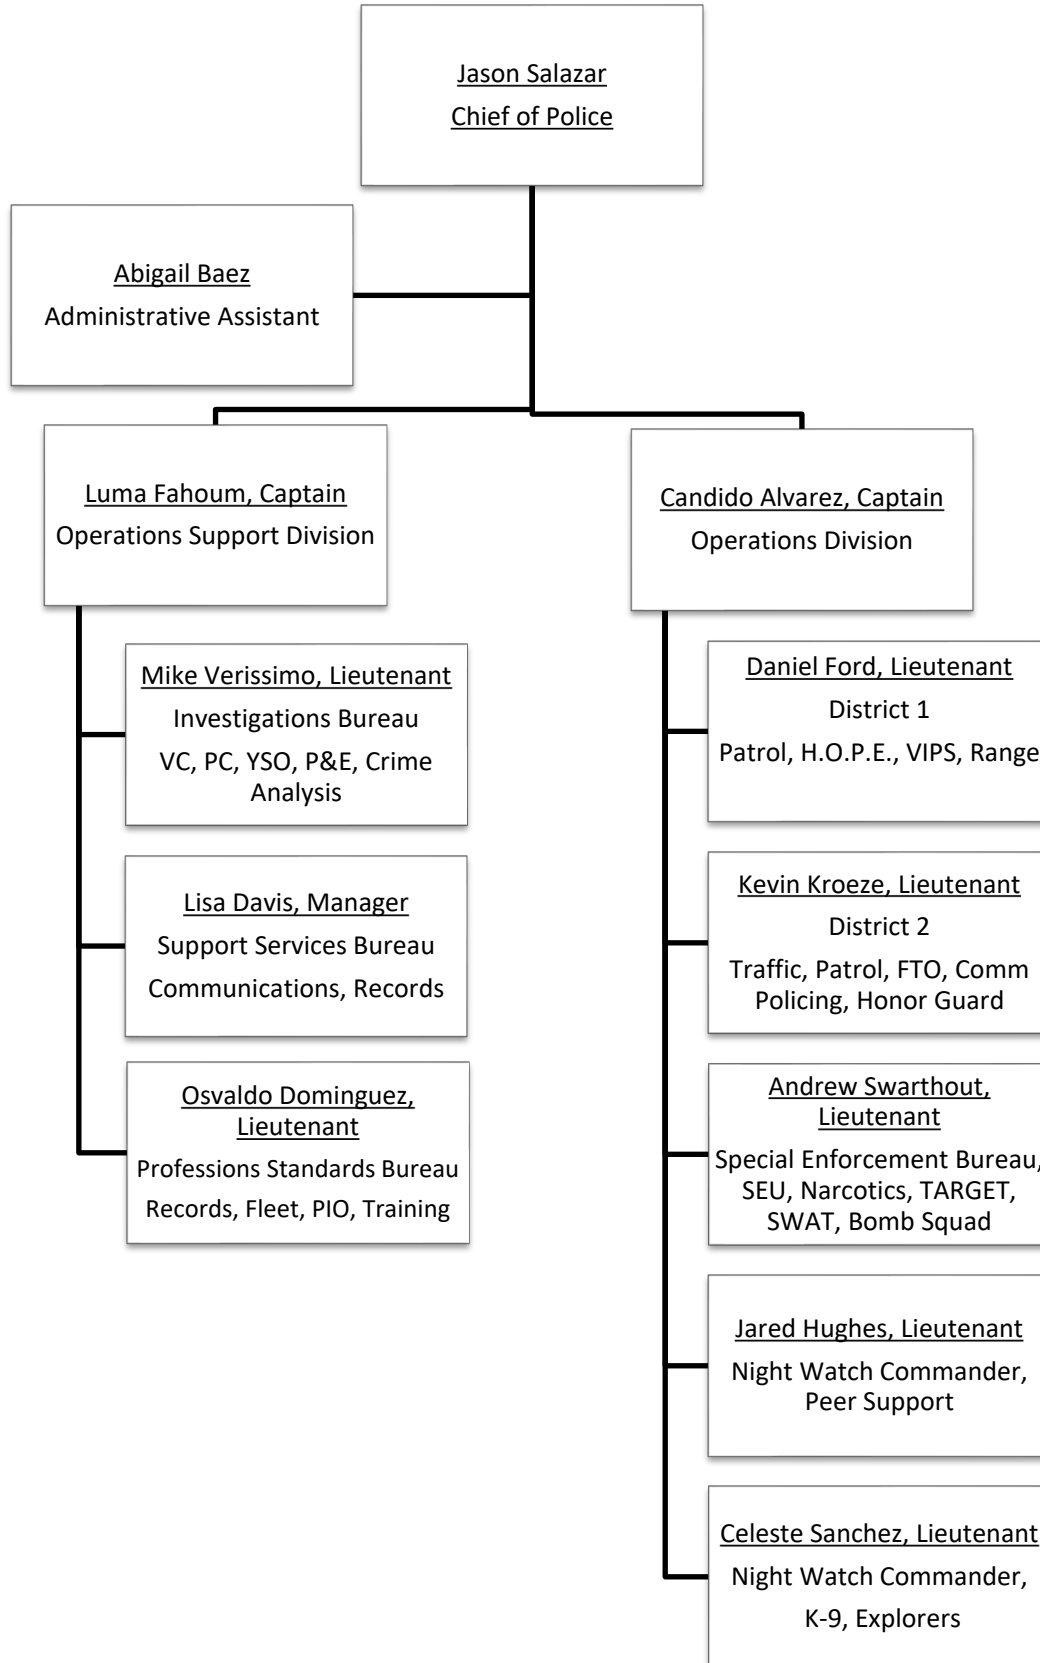 Jason Salazar
Chief of Police
Abigail Baez
Administrative Assistant
Luma Fahoum, Captain
Operations Support Division
Candido Alvarez, Captain
Operations Division
Mike Verissimo, Lieutenant
Investigations Bureau
VC, PC, YSO, P&E, Crime
Analysis
Lisa Davis, Manager
Support Services Bureau
Communications, Records
Osvaldo Dominguez,
Lieutenant
Professions Standards Bureau
Records, Fleet, PIO, Training
Daniel Ford, Lieutenant
District 1
Patrol, H.O.P.E., VIPS, Range
Kevin Kroeze, Lieutenant
District 2
Traffic, Patrol, FTO, Comm
Policing, Honor Guard
Andrew Swarthout,
Lieutenant
Special Enforcement Bureau,
SEU, Narcotics, TARGET,
SWAT, Bomb Squad
Jared Hughes, Lieutenant
Night Watch Commander,
Peer Support
Celeste Sanchez, Lieutenant
Night Watch Commander,
K-9, Explorers